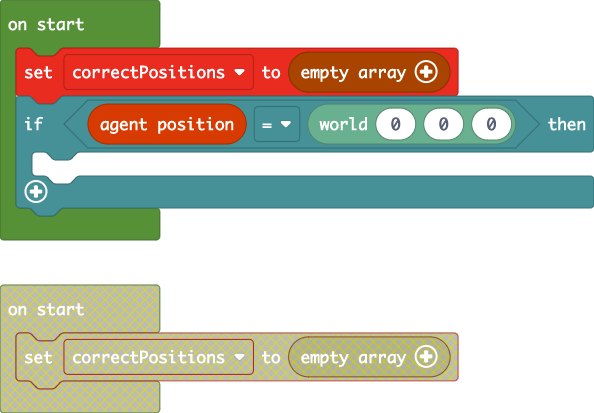 on start
set correctPositions to empty array
if agent position = world 0 0 0 then
on start
set correctPositions to empty array